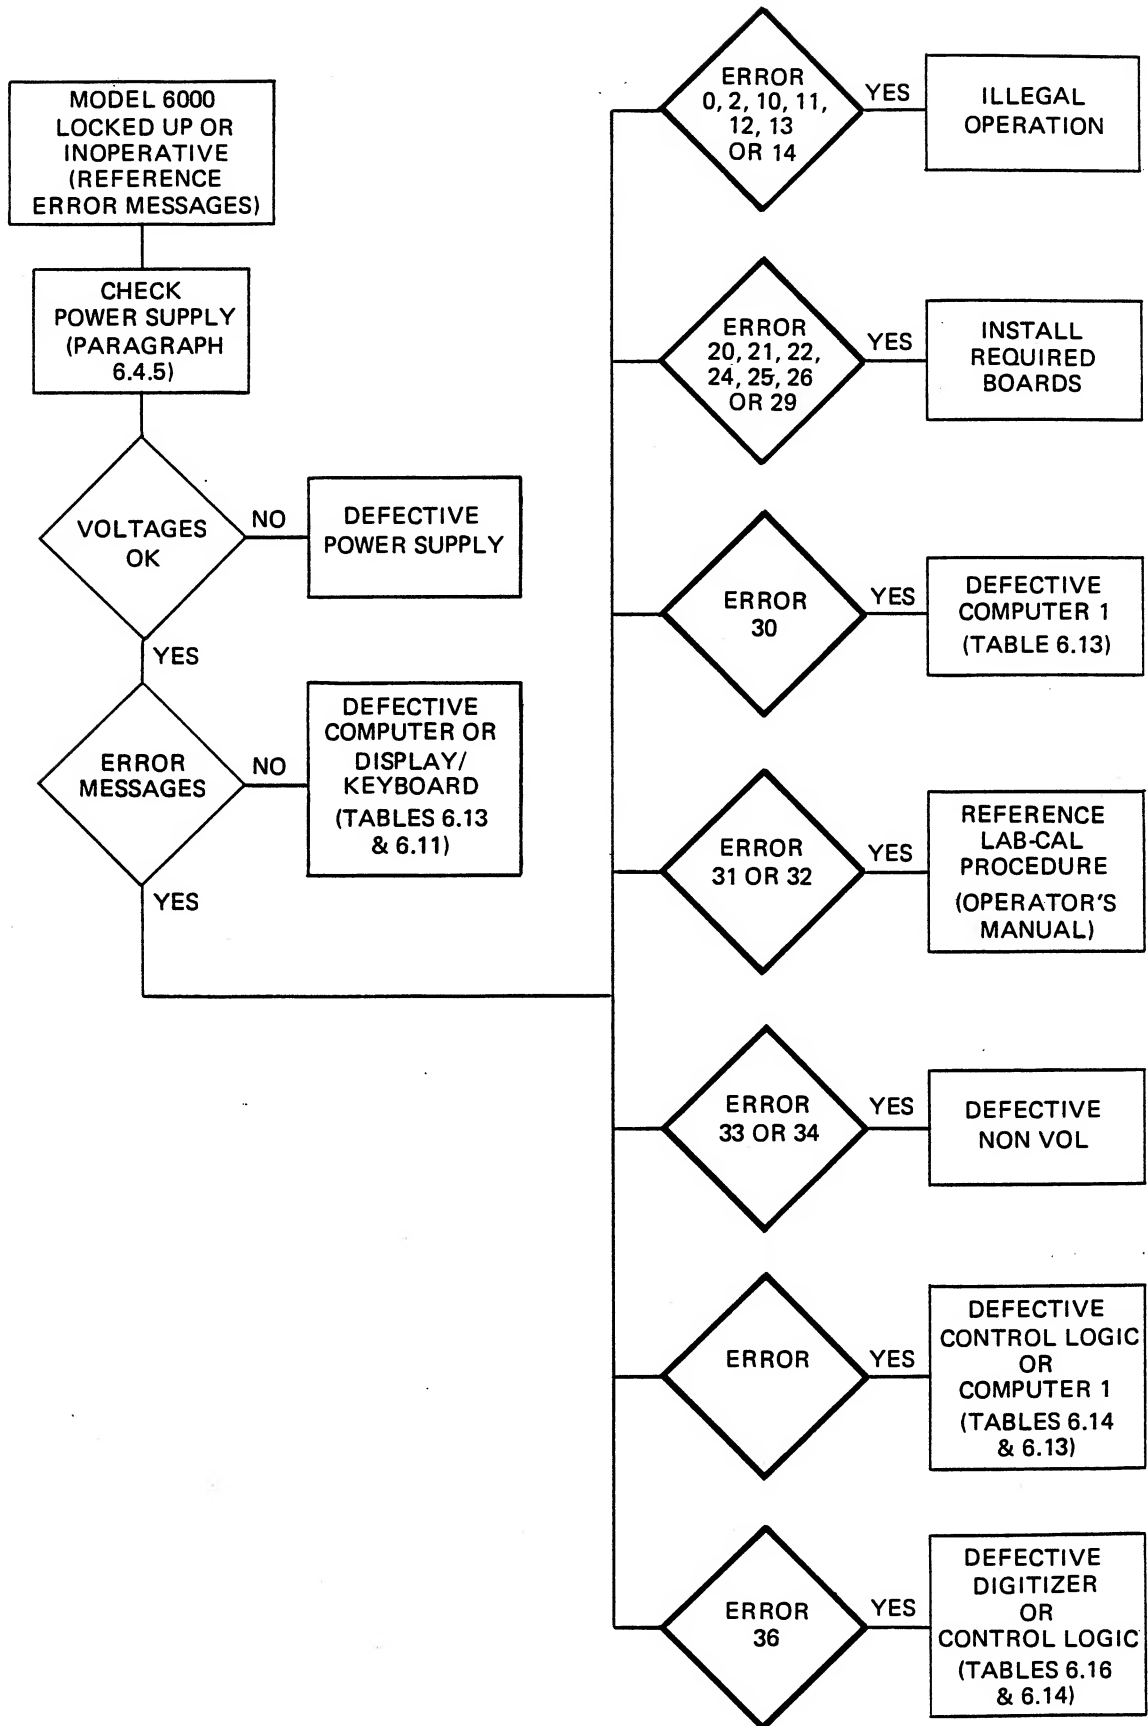 MODEL 6000
LOCKED UP OR
INOPERATIVE
(REFERENCE
ERROR MESSAGES)
CHECK
POWER SUPPLY
(PARAGRAPH
6.4.5)
VOLTAGES
OK
NO
DEFECTIVE
POWER SUPPLY
YES
ERROR
MESSAGES
NO
DEFECTIVE
COMPUTER OR
DISPLAY/
KEYBOARD
(TABLES 6.13
& 6.11)
YES
ERROR
0, 2, 10, 11,
12, 13
OR 14
YES
ILLEGAL
OPERATION
ERROR
20, 21, 22,
24, 25, 26
OR 29
YES
INSTALL
REQUIRED
BOARDS
ERROR
30
YES
DEFECTIVE
COMPUTER 1
(TABLE 6.13)
ERROR
31 OR 32
YES
REFERENCE
LAB-CAL
PROCEDURE
(OPERATOR'S
MANUAL)
ERROR
33 OR 34
YES
DEFECTIVE
NON VOL
ERROR
YES
DEFECTIVE
CONTROL LOGIC
OR
COMPUTER 1
(TABLES 6.14
& 6.13)
ERROR
36
YES
DEFECTIVE
DIGITIZER
OR
CONTROL LOGIC
(TABLES 6.16
& 6.14)